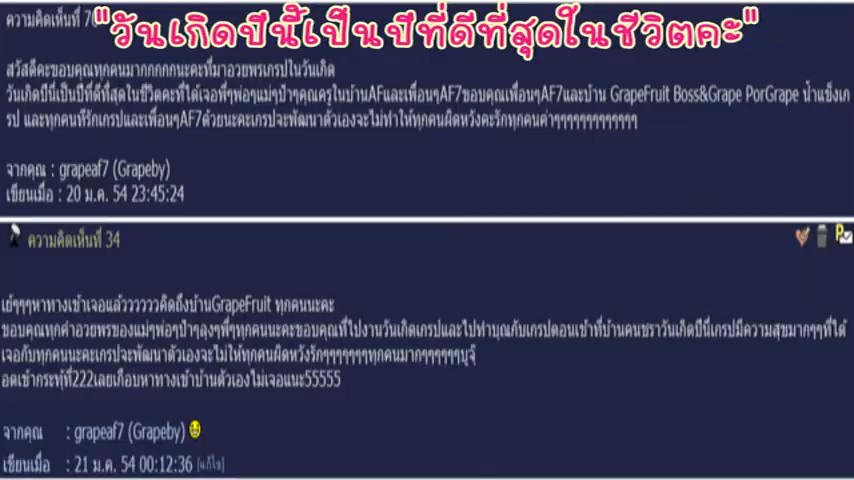 "วันเกิดปีนี้เป็นปีที่ดีที่สุดในชีวิตคะ"
ความคิดเห็นที่ 70
สวัสดีคะขอบคุณทุกคนมากกกกกนะคะที่มาอวยพรเกรปในวันเกิด
วันเกิดปีนี้เป็นปีที่ดีที่สุดในชีวิตคะที่ได้เจอพี่ๆพ่อๆแม่ๆป้าๆคุณครูในบ้านAFและเพื่อนๆAF7ขอบคุณเพื่อนๆAF7และบ้าน GrapeFruit Boss&Grape PorGrape น้ำแข็งเก
รป และทุกคนที่รักเกรปและเพื่อนๆAF7ด้วยนะคะเกรปจะพัฒนาตัวเองจะไม่ทำให้ทุกคนผิดหวังคะรักทุกคนค่าๆๆๆๆๆๆๆๆๆๆๆๆ
จากคุณ : grapeaf7 (Grapeby)
เขียนเมื่อ : 20 ม.ค. 54 23:45:24
ความคิดเห็นที่ 34
เย้ๆๆๆหาทางเข้าเจอแล้วววววววคิดถึงบ้านGrapeFruit ทุกคนนะคะ
ขอบคุณทุกคำอวยพรของแม่ๆพ่อๆป้าๆลุงๆพี่ๆทุกคนนะคะขอบคุณที่ไปงานวันเกิดเกรปและไปทำบุญกับเกรปตอนเช้าที่บ้านคนชราวันเกิดปีนี้เกรปมีความสุขมากๆๆที่ได้
เจอกับทุกคนนะคะเกรปจะพัฒนาตัวเองจะไม่ให้ทุกคนผิดหวังรักๆๆๆๆๆๆๆทุกคนมากๆๆๆๆๆๆบุจุ๊
อดเข้ากระทู้ที่222เลยเกือบหาทางเข้าบ้านตัวเองไม่เจอแนะ55555
จากคุณ : grapeaf7 (Grapeby)
เขียนเมื่อ : 21 ม.ค. 54 00:12:36 [แก้ไข]